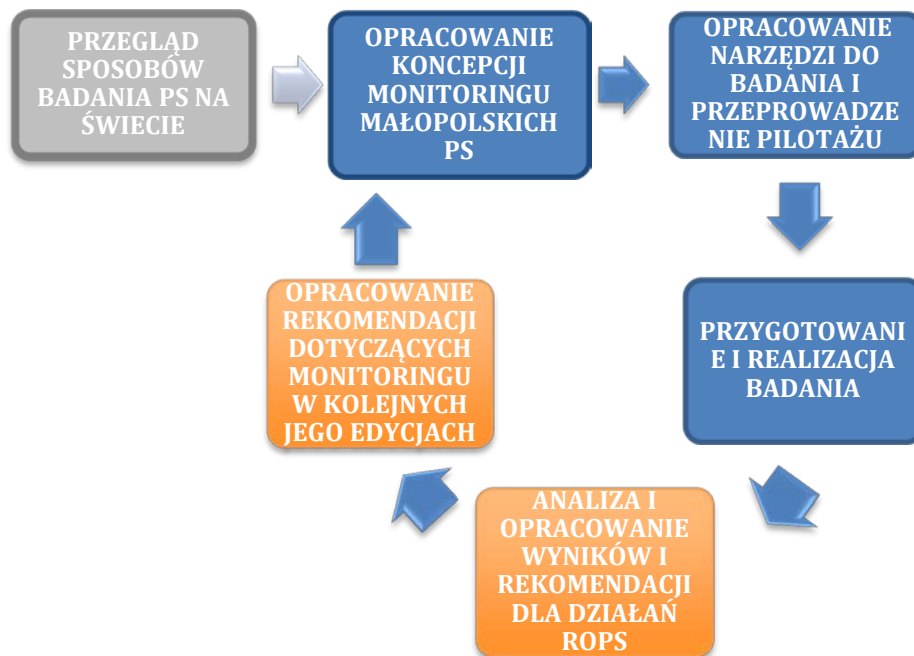 PRZEGLĄD
SPOSOBÓW
BADANIA PS NA
ŚWIECIE
OPRACOWANIE
KONCEPCJI
MONITORINGU
MAŁOPOLSKICH
PS
OPRACOWANIE
NARZĘDZI DO
BADANIA I
PRZEPROWADZE
NIE PILOTAŻU
PRZYGOTOWANI
E I REALIZACJA
BADANIA
ANALIZA I
OPRACOWANIE
WYNIKÓW I
REKOMENDACJI
DLA DZIAŁAŃ
ROPS
OPRACOWANIE
REKOMENDACJI
DOTYCZĄCYCH
MONITORINGU
W KOLEJNYCH
JEGO EDYCJACH